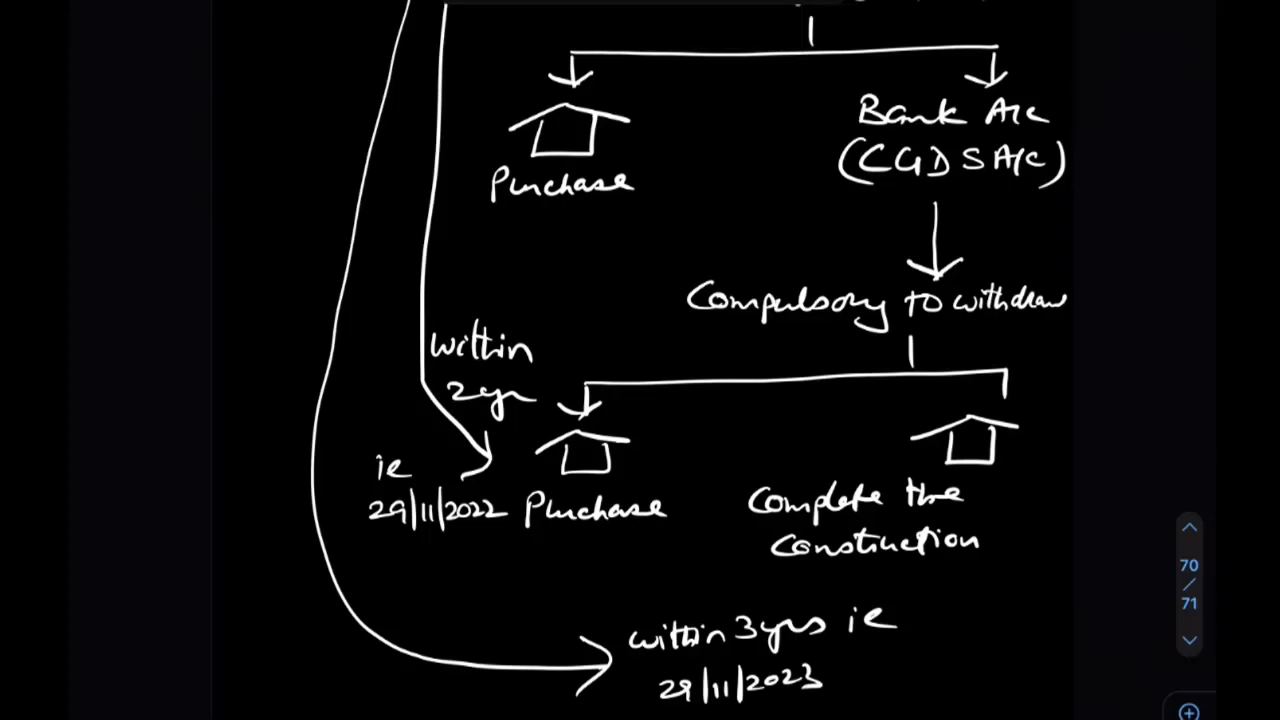 Bank A/c
(CGDS A/c)
Purchase
Compulsory to withdraw
within
2 yr
ie
29/11/2022 Purchase
Complete the
Construction
within 3 yrs ie
29/11/2023
70
/
71